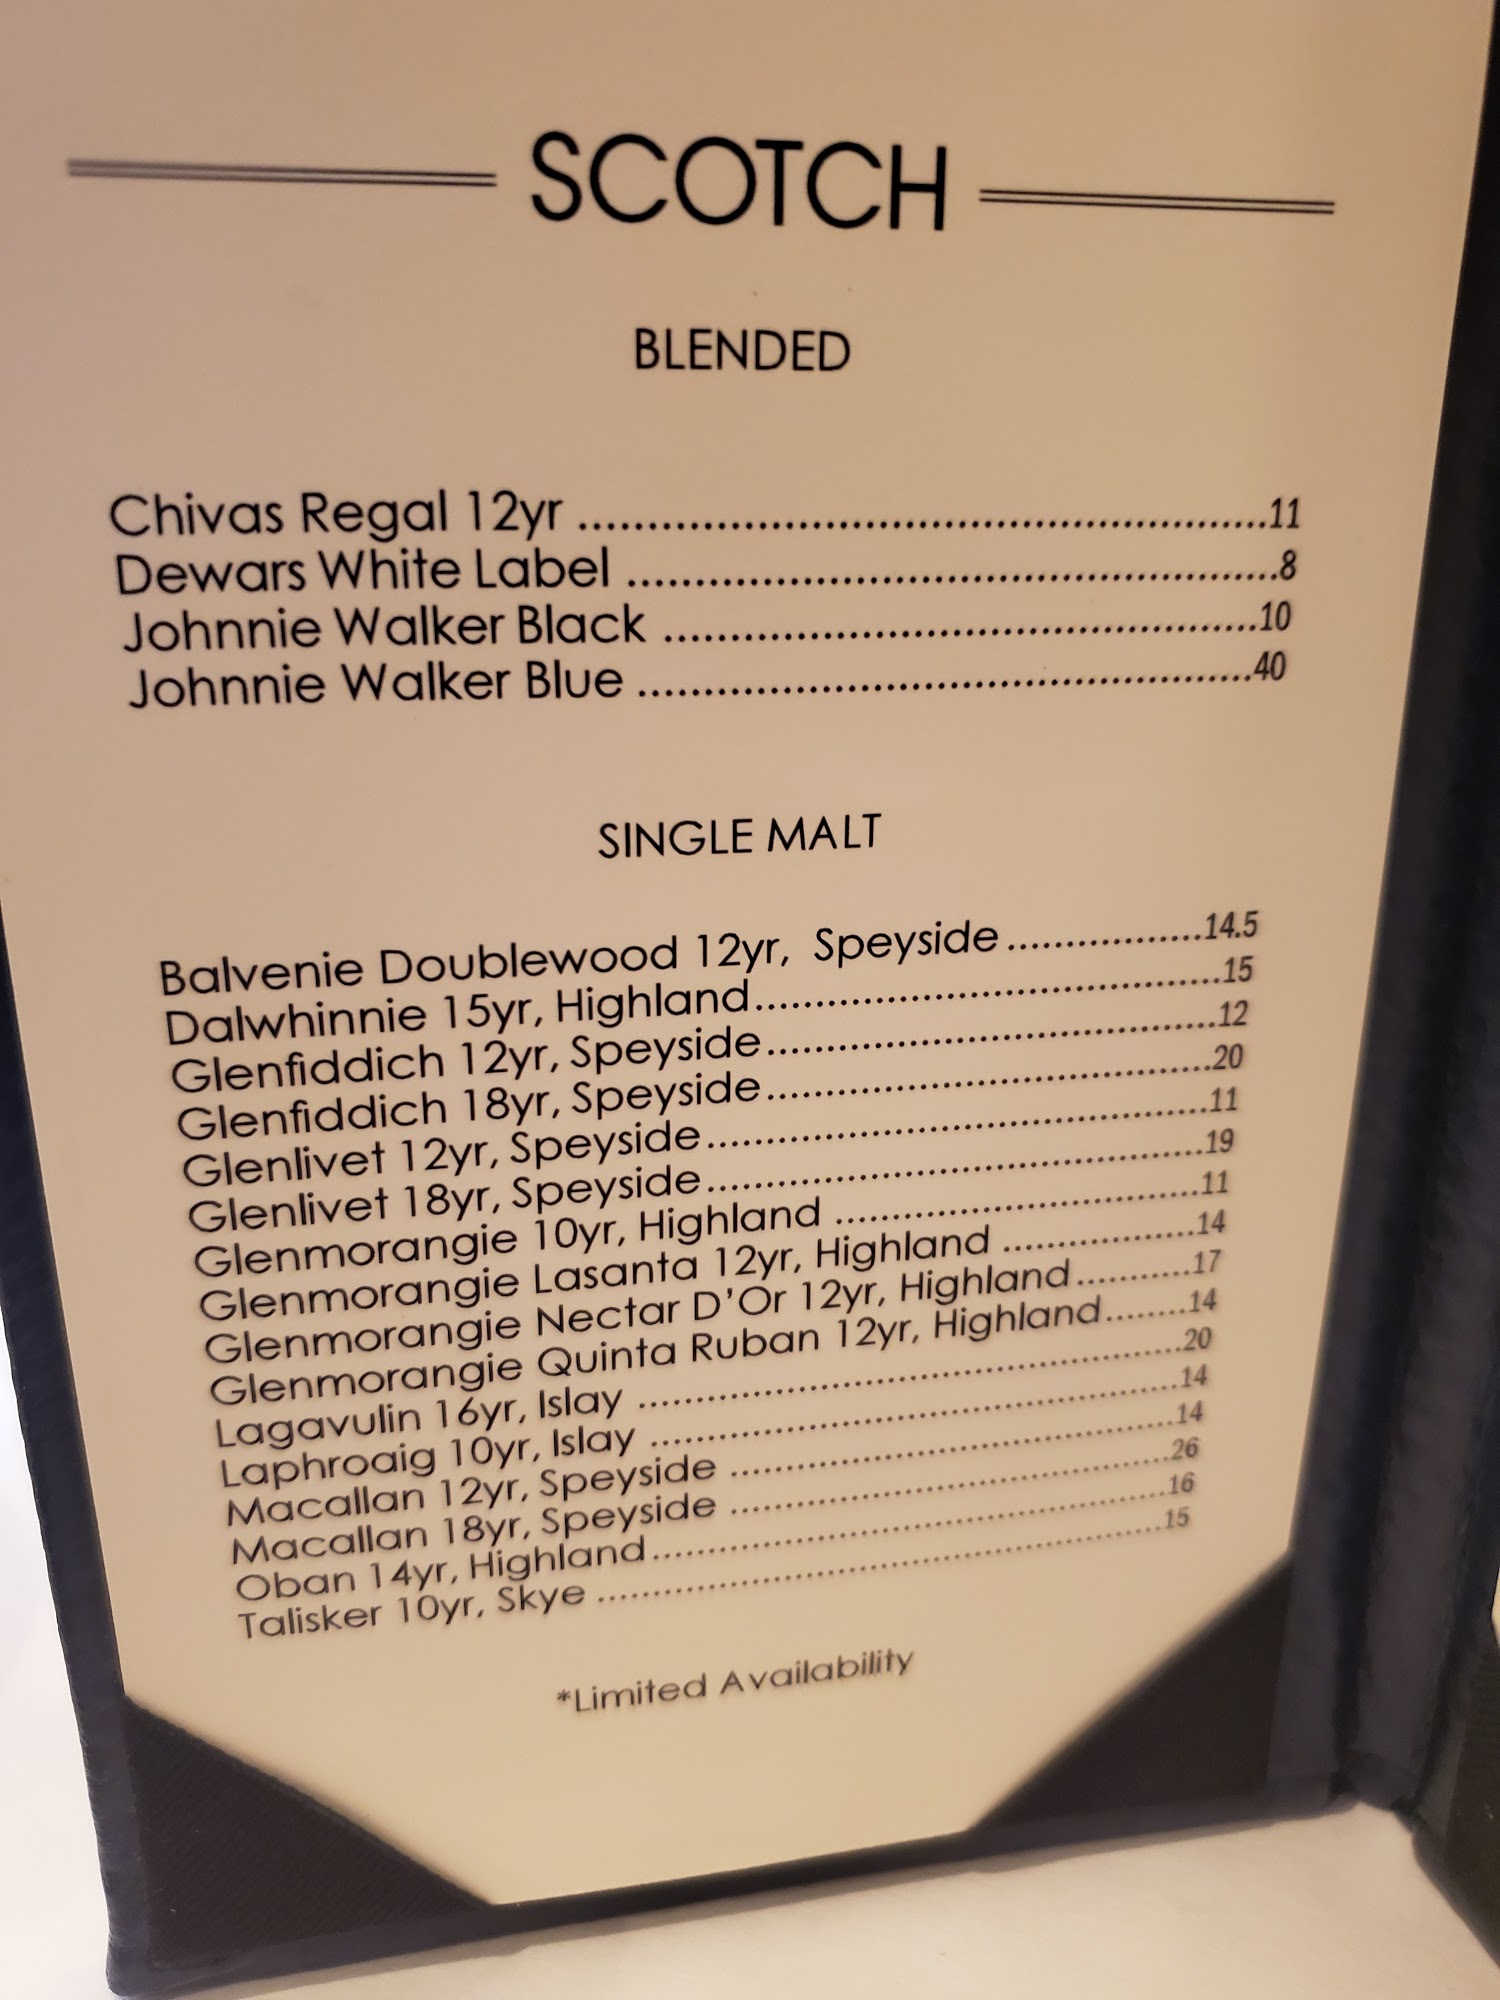 SCOTCH
BLENDED
Chivas Regal 12yr ..........................................................11
Dewars White Label .......................................................8
Johnnie Walker Black ..................................................10
Johnnie Walker Blue ....................................................40
SINGLE MALT
Balvenie Doublewood 12yr,  Speyside .................14.5
Dalwhinnie 15yr, Highland.........................................15
Glenfiddich 12yr, Speyside........................................12
Glenfiddich 18yr, Speyside........................................20
Glenlivet 12yr, Speyside.............................................11
Glenlivet 18yr, Speyside.............................................19
Glenmorangie 10yr, Highland ..................................11
Glenmorangie Lasanta 12yr, Highland ..................14
Glenmorangie Nectar D'Or 12yr, Highland...........17
Glenmorangie Quinta Ruban 12yr, Highland........14
Lagavulin 16yr, Islay ...................................................20
Laphroaig 10yr, Islay ..................................................14
Macallan 12yr, Speyside ...........................................14
Macallan 18yr, Speyside ...........................................26
Oban 14yr, Highland..................................................16
Talisker 10yr, Skye .......................................................15
*Limited Availability